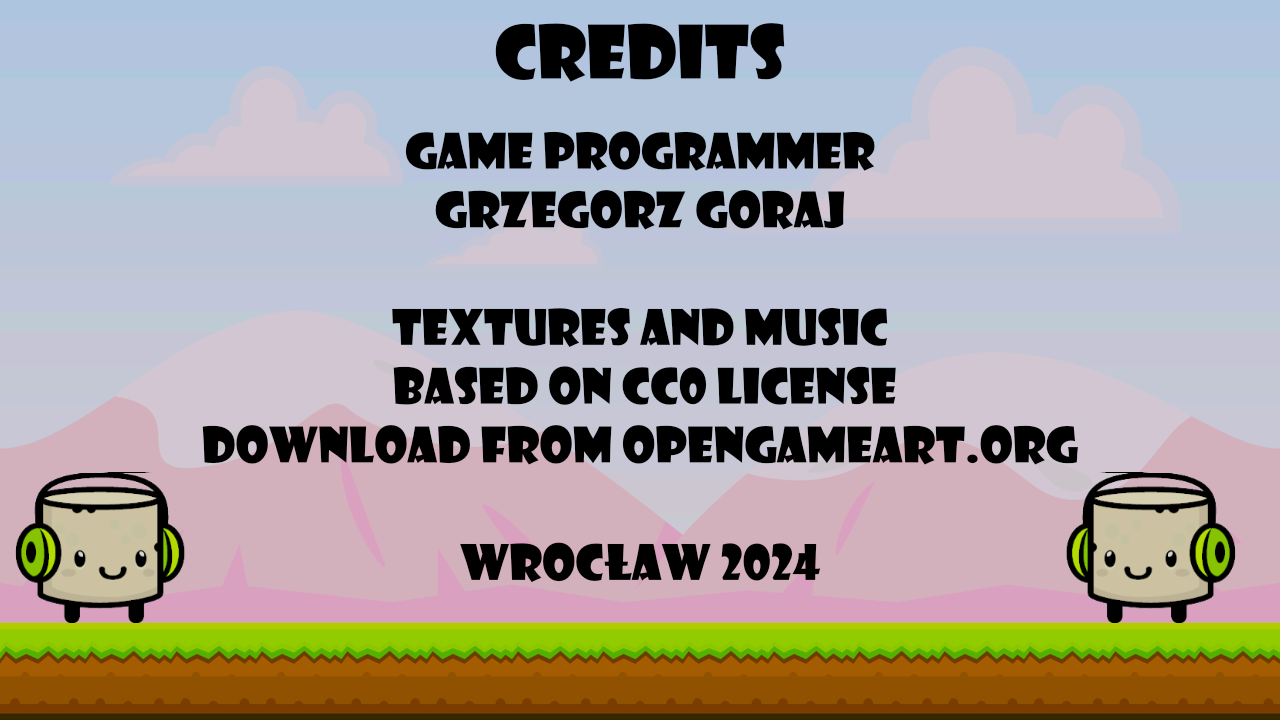 CREDITS
GAME PROGRAMMER
GRZEGORZ GORAJ
TEXTURES AND MUSIC
BASED ON CC0 LICENSE
DOWNLOAD FROM OPENGAMEART.ORG
WROCŁAW 2024